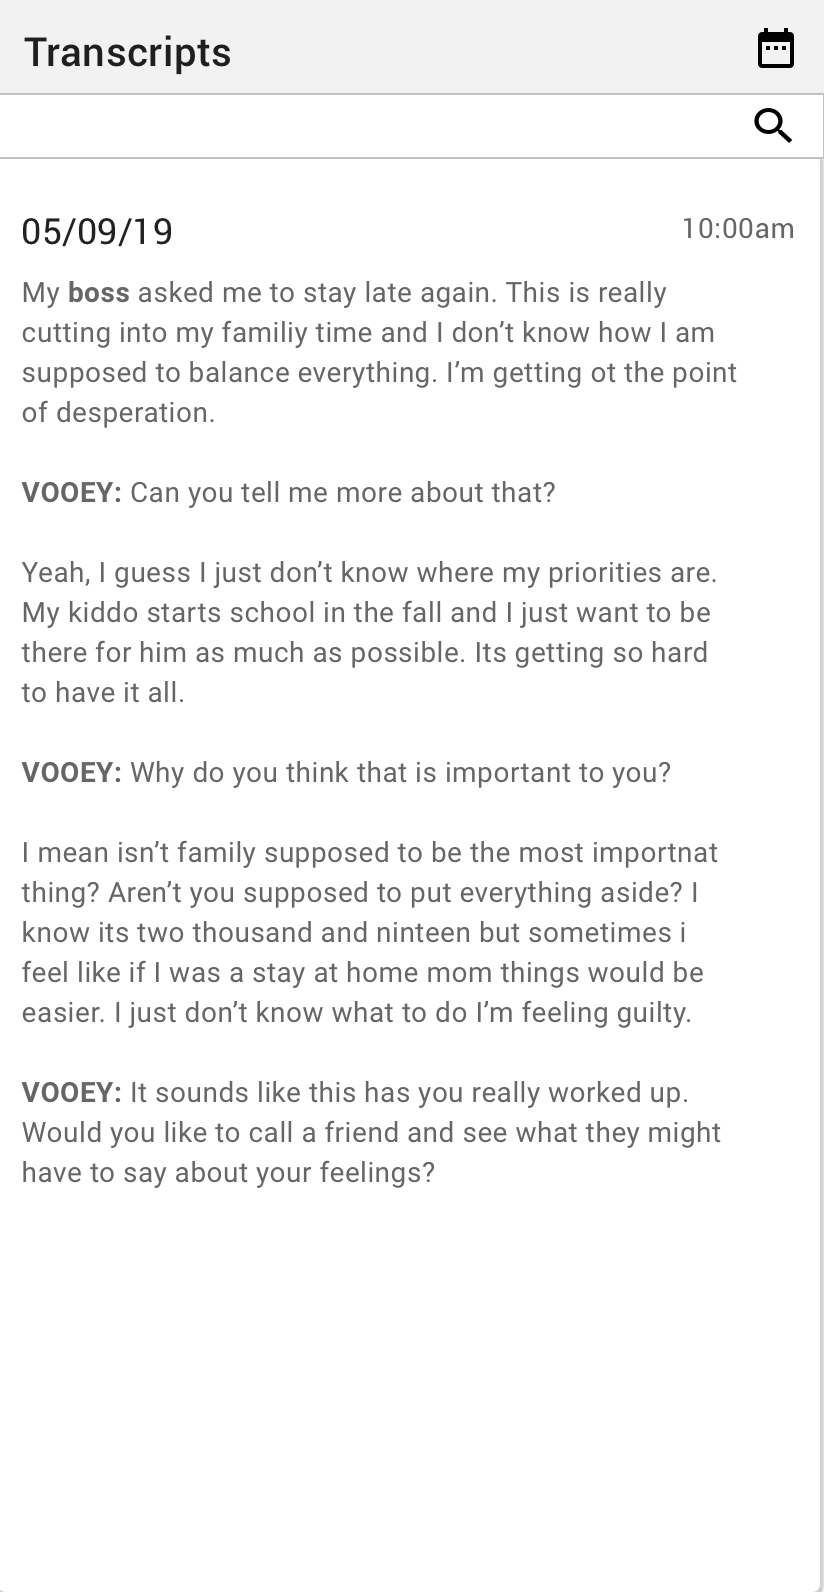 Transcripts
05/09/19
10:00am
My boss asked me to stay late again. This is really
cutting into my familiy time and I don’t know how I am
supposed to balance everything. I’m getting ot the point
of desperation.
VOOEY: Can you tell me more about that?
Yeah, I guess I just don’t know where my priorities are.
My kiddo starts school in the fall and I just want to be
there for him as much as possible. Its getting so hard
to have it all.
VOOEY: Why do you think that is important to you?
I mean isn’t family supposed to be the most importnat
thing? Aren’t you supposed to put everything aside? I
know its two thousand and ninteen but sometimes i
feel like if I was a stay at home mom things would be
easier. I just don’t know what to do I’m feeling guilty.
VOOEY: It sounds like this has you really worked up.
Would you like to call a friend and see what they might
have to say about your feelings?